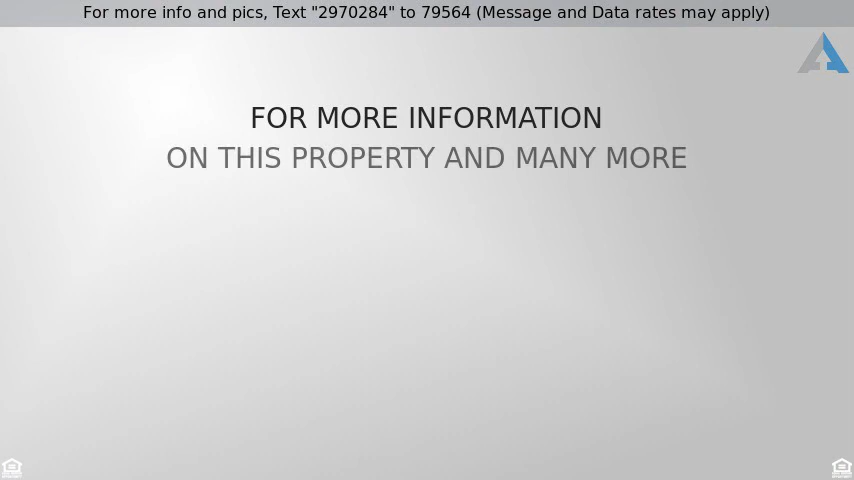 For more info and pics, Text "2970284" to 79564 (Message and Data rates may apply)
FOR MORE INFORMATION
ON THIS PROPERTY AND MANY MORE